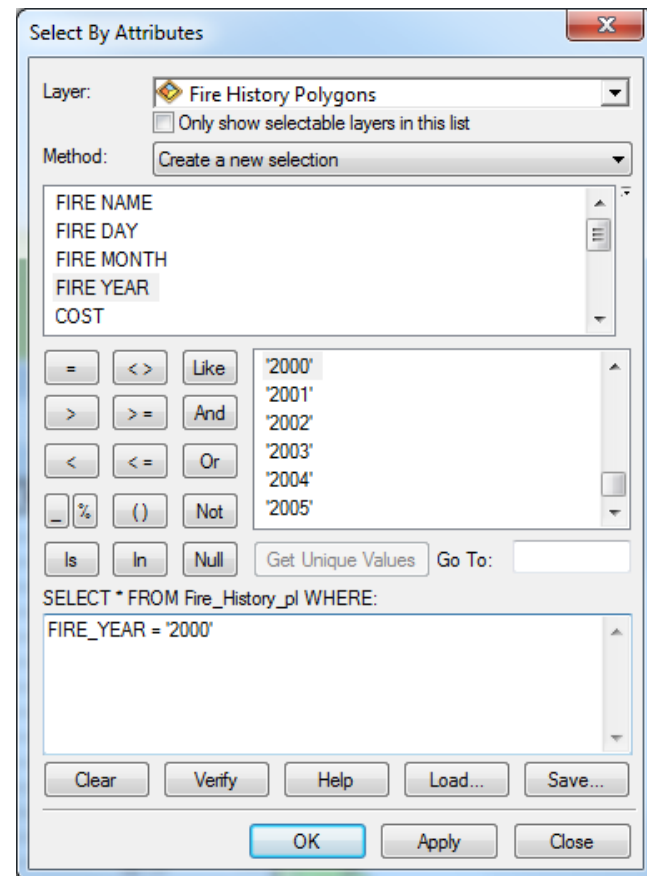 Select By Attributes
X
Layer: Fire History Polygons
Only show selectable layers in this list
Method: Create a new selection
FIRE NAME
FIRE DAY
FIRE MONTH
FIRE YEAR
COST
= < > Like
> > = And
< < = Or
_ % () Not
Is In Null
'2000'
'2001'
'2002'
'2003'
'2004'
'2005'
Get Unique Values Go To:
SELECT * FROM Fire_History_pl WHERE:
FIRE_YEAR = '2000'
Clear Verify Help Load... Save...
OK Apply Close